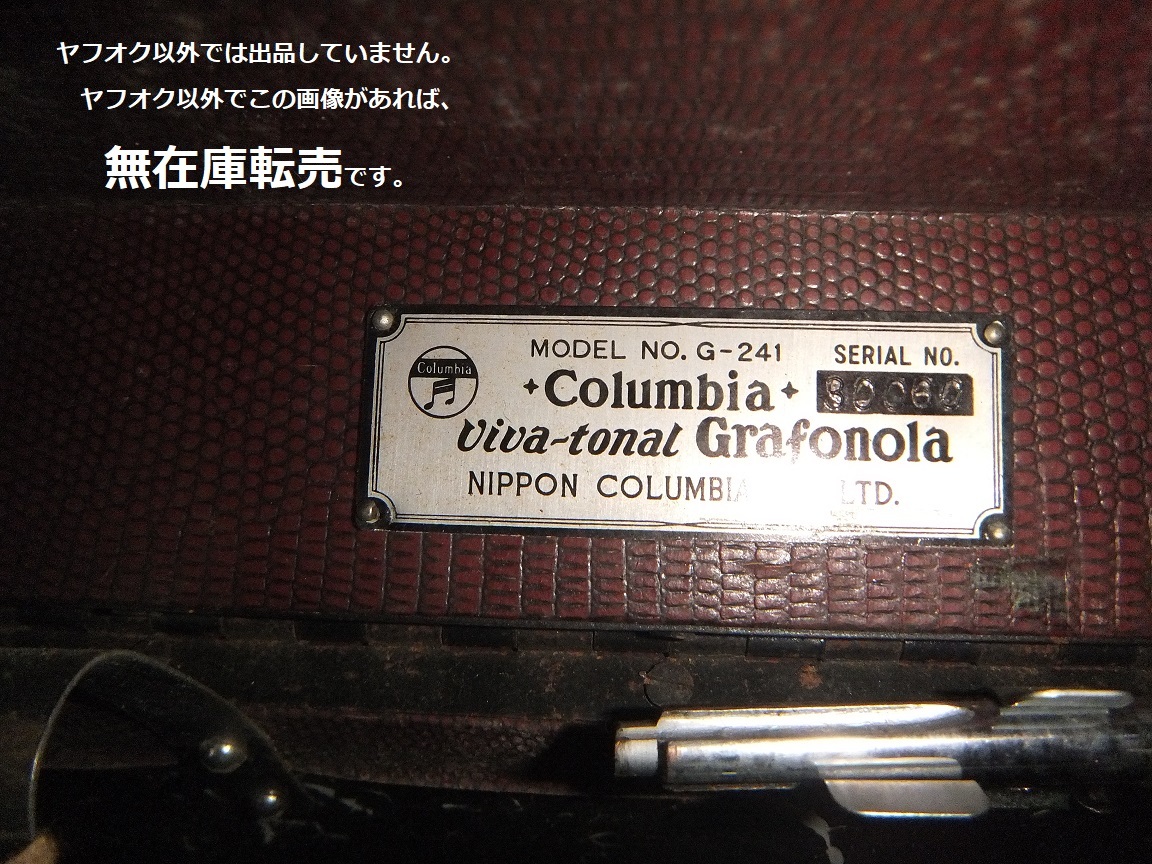 ヤフオク以外では出品していません。
ヤフオク以外でこの画像があれば、
無在庫転売です。
MODEL NO. G-241
SERIAL NO.
Columbia
Columbia
Viva-tonal Grafonola
NIPPON COLUMBIA LTD.